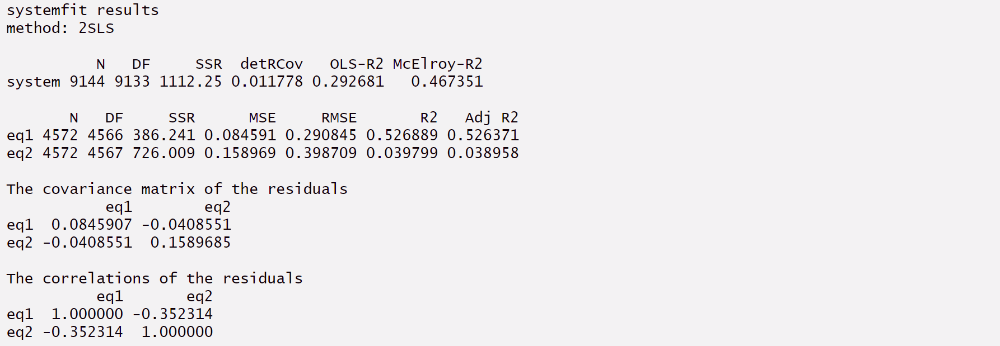 systemfit results
method: 2SLS
N DF SSR detRCov OLS-R2 McElroy-R2
system 9144 9133 1112.25 0.011778 0.292681 0.467351
N DF SSR MSE RMSE R2 Adj R2
eq1 4572 4566 386.241 0.084591 0.290845 0.526889 0.526371
eq2 4572 4567 726.009 0.158969 0.398709 0.039799 0.038958
The covariance matrix of the residuals
eq1 eq2
eq1 0.0845907 -0.0408551
eq2 -0.0408551 0.1589685
The correlations of the residuals
eq1 eq2
eq1 1.000000 -0.352314
eq2 -0.352314 1.000000